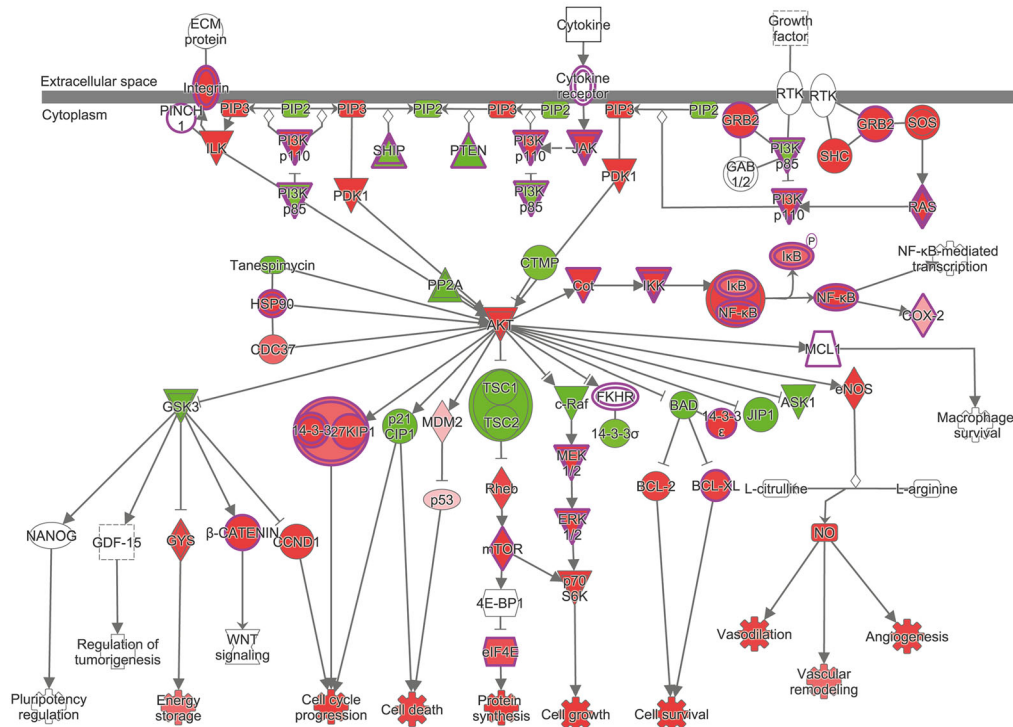 ECM
protein
Cytokine
Growth
factor
Extracellular space
Cytoplasm
Integrin
Cytokine
receptor
RTK
RTK
PINCH
1
PIP3
PIP2
PIP3
PIP2
PIP3
PIP2
PIP3
PIP2
GRB2
GRB2
SOS
ILK
PI3K
p110
SHIP
PTEN
PI3K
p110
JAK
GAB
1/2
PI3K
p85
SHC
PI3K
p85
PDK1
PI3K
p85
PDK1
PI3K
p110
RAS
Tanespimycin
PP2A
CTMP
IκB
P
NF-κB-mediated
transcription
HSP90
Cot
IKK
IκB
NF-κB
NF-κB
COX-2
AKT
CDC37
MCL1
GSK3
14-3-3
27KIP1
p21
CIP1
MDM2
TSC1
TSC2
c-Raf
FKHR
14-3-3σ
BAD
14-3-3
ε
JIP1
ASK1
eNOS
Macrophage
survival
MEK
1/2
p53
Rheb
BCL-2
BCL-XL
L-citrulline
L-arginine
NANOG
GDF-15
GYS
β-CATENIN
CCND1
mTOR
ERK
1/2
NO
4E-BP1
p70
S6K
Regulation of
tumorigenesis
WNT
signaling
eIF4E
Vasodilation
Angiogenesis
Vascular
remodeling
Pluripotency
regulation
Energy
storage
Cell cycle
progression
Cell death
Protein
synthesis
Cell growth
Cell survival